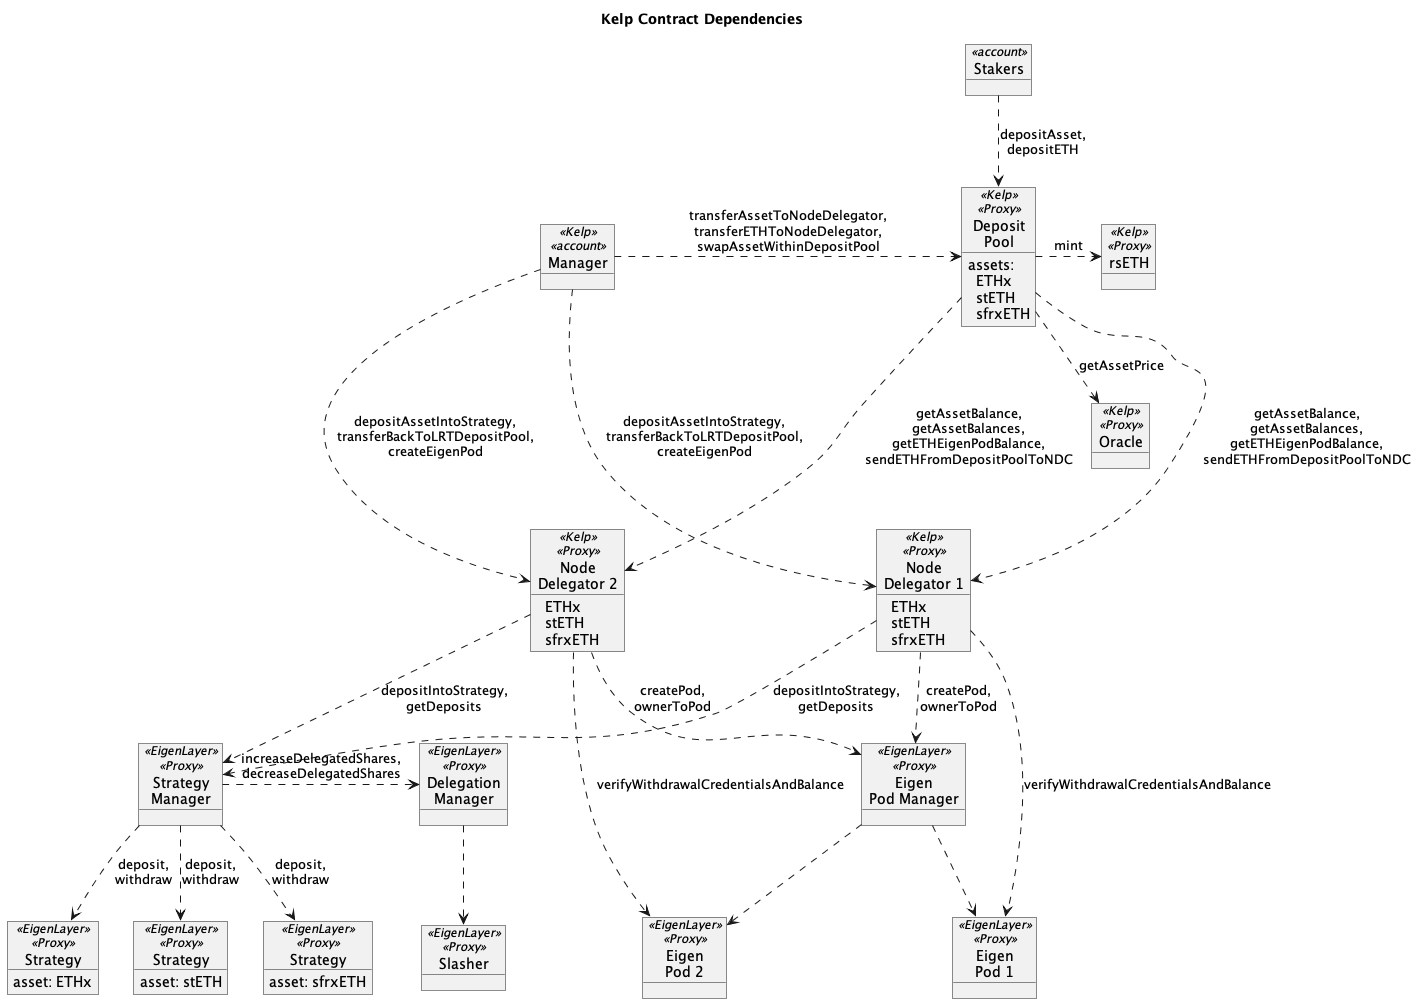 Kelp Contract Dependencies
«account»
Stakers
depositAsset,
depositETH
«Kelp»
«Proxy»
Deposit
Pool
assets:
ETHx
stETH
sfrxETH
transferAssetToNodeDelegator,
transferETHToNodeDelegator,
swapAssetWithinDepositPool
«Kelp»
«account»
Manager
mint
«Kelp»
«Proxy»
rsETH
getAssetPrice
«Kelp»
«Proxy»
Oracle
depositAssetIntoStrategy,
transferBackToLRTDepositPool,
createEigenPod
depositAssetIntoStrategy,
transferBackToLRTDepositPool,
createEigenPod
getAssetBalance,
getAssetBalances,
getETHEigenPodBalance,
sendETHFromDepositPoolToNDC
getAssetBalance,
getAssetBalances,
getETHEigenPodBalance,
sendETHFromDepositPoolToNDC
«Kelp»
«Proxy»
Node
Delegator 2
ETHx
stETH
sfrxETH
«Kelp»
«Proxy»
Node
Delegator 1
ETHx
stETH
sfrxETH
depositIntoStrategy,
getDeposits
createPod,
ownerToPod
depositIntoStrategy,
getDeposits
createPod,
ownerToPod
«EigenLayer»
«Proxy»
Strategy
Manager
increaseDelegatedShares,
decreaseDelegatedShares
«EigenLayer»
«Proxy»
Delegation
Manager
verifyWithdrawalCredentialsAndBalance
«EigenLayer»
«Proxy»
Eigen
Pod Manager
verifyWithdrawalCredentialsAndBalance
deposit,
withdraw
deposit,
withdraw
deposit,
withdraw
«EigenLayer»
«Proxy»
Strategy
asset: ETHx
«EigenLayer»
«Proxy»
Strategy
asset: stETH
«EigenLayer»
«Proxy»
Strategy
asset: sfrxETH
«EigenLayer»
«Proxy»
Slasher
«EigenLayer»
«Proxy»
Eigen
Pod 2
«EigenLayer»
«Proxy»
Eigen
Pod 1